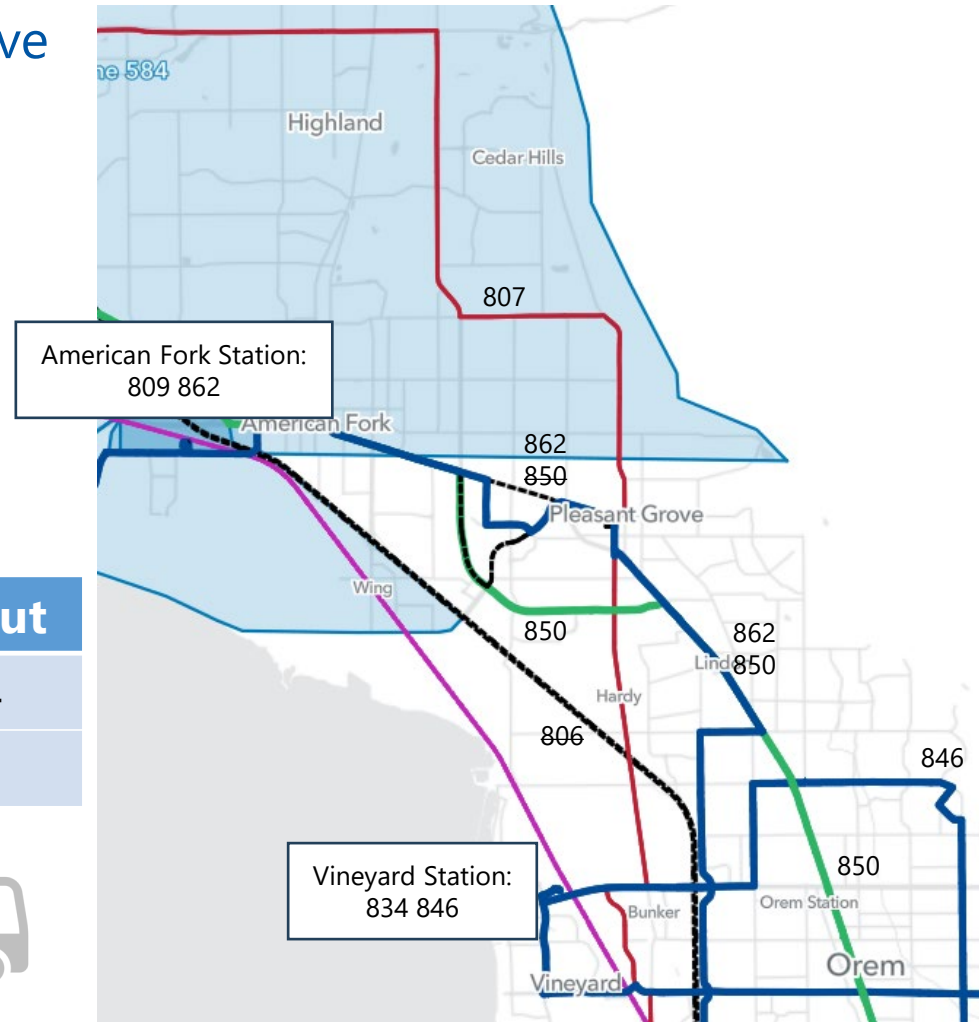 ve
ne 584
Highland
Cedar Hills
807
American Fork Station:
809 862
American Fork
862
850
Pleasant Grove
Wing
ut
850
862
850
Hardy
806
846
Vineyard Station:
834 846
850
Orem Station
Bunker
Orem
Vineyard